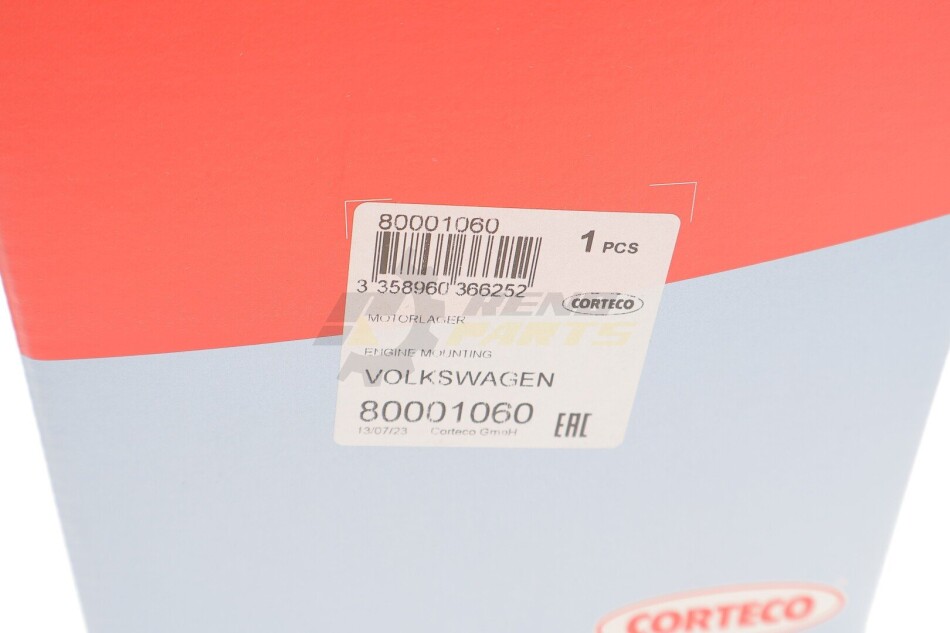 80001060
1 PCS
3 358960 366252
CORTECO
MOTORLAGER
PARTS
ENGINE MOUNTING
VOLKSWAGEN
80001060
13/07/23 Corteco GmbH
EAC
CORTECO